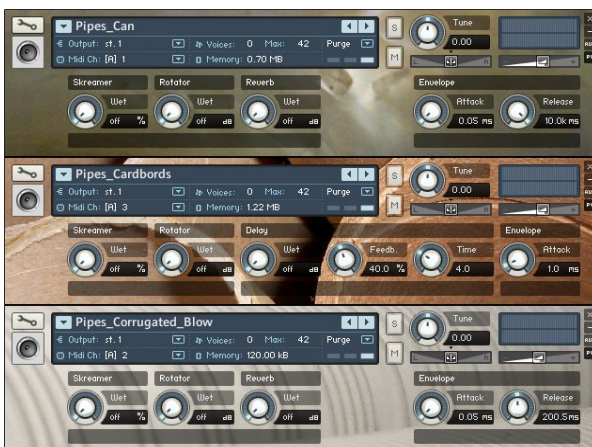 Pipes_Can
Output: st.1 Voices: 0 Max: 42 Purge
Midi Ch: [A] 1 Memory: 0.70 MB
S
M
Tune
0.00
L R
Skreamer Rotator Reverb Envelope
Wet Wet Wet Attack Release
off % off dB off dB 0.05 ms 10.0k ms
Pipes_Cardbords
Output: st.1 Voices: 0 Max: 42 Purge
Midi Ch: [A] 3 Memory: 1.22 MB
S
M
Tune
0.00
L R
Skreamer Rotator Delay Envelope
Wet Wet Wet Feedb. Time Attack
off % off dB off dB 40.0 % 4.0 1.0 ms
Pipes_Corrugated_Blow
Output: st.1 Voices: 0 Max: 42 Purge
Midi Ch: [A] 2 Memory: 120.00 kB
S
M
Tune
0.00
L R
Skreamer Rotator Reverb Envelope
Wet Wet Wet Attack Release
off % off dB off dB 0.05 ms 200.5 ms